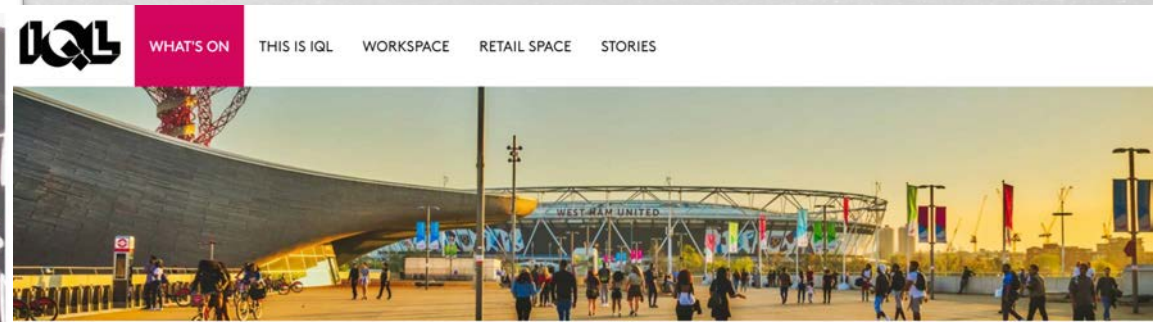 IQL WHAT'S ON THIS IS IQL WORKSPACE RETAIL SPACE STORIES
WEST HAM UNITED